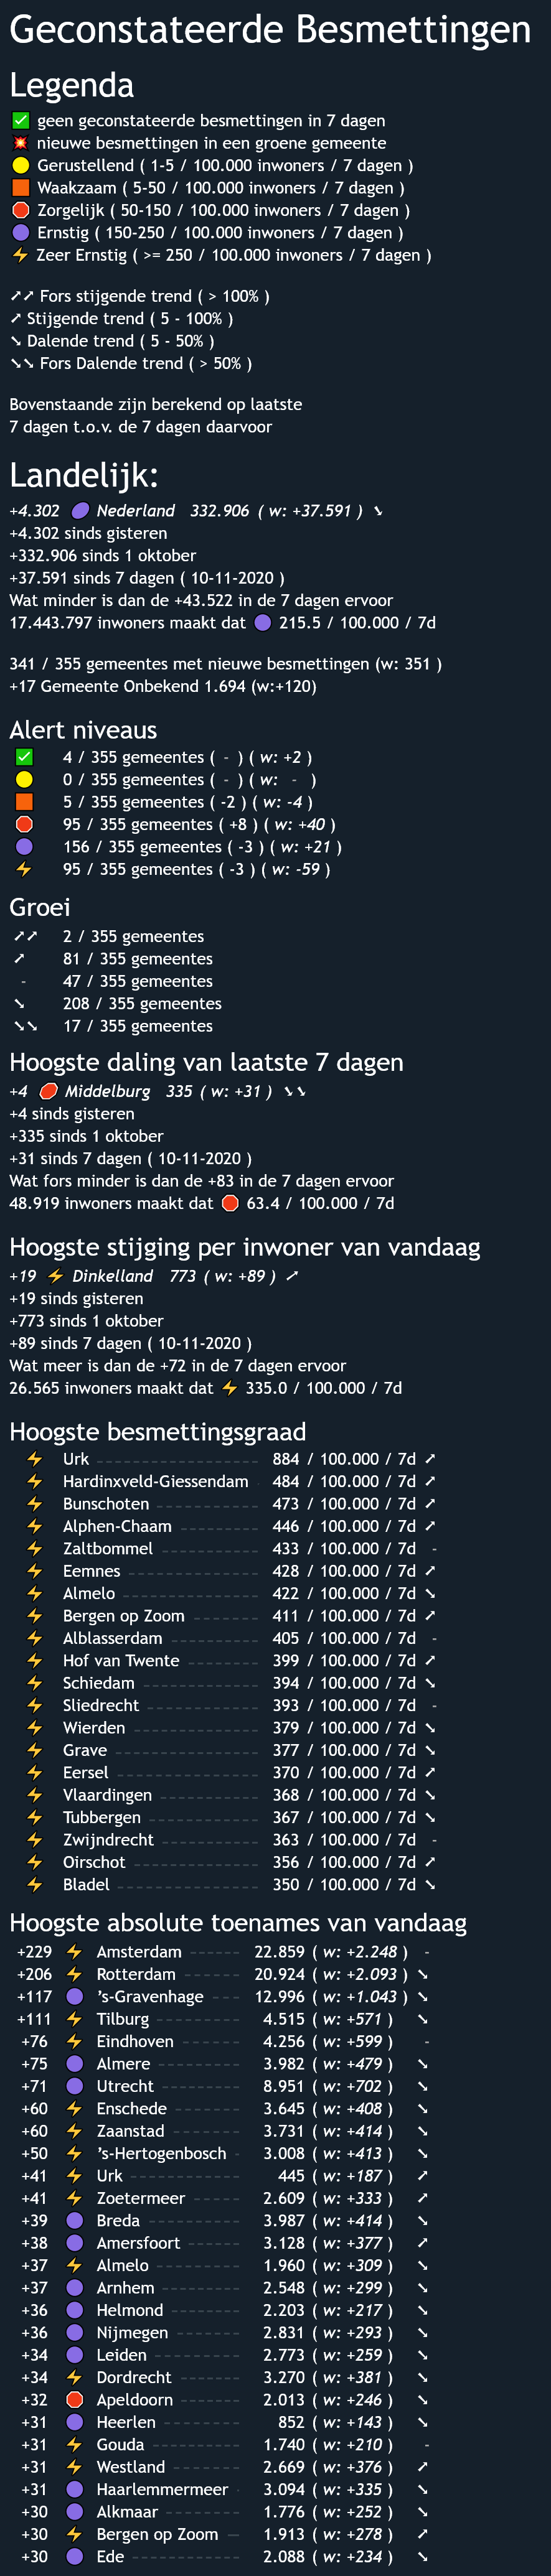 Geconstateerde Besmettingen
Legenda
✅ geen geconstateerde besmettingen in 7 dagen
💥 nieuwe besmettingen in een groene gemeente
🟡 Gerustellend ( 1-5 / 100.000 inwoners / 7 dagen )
🟧 Waakzaam ( 5-50 / 100.000 inwoners / 7 dagen )
🛑 Zorgelijk ( 50-150 / 100.000 inwoners / 7 dagen )
🟣 Ernstig ( 150-250 / 100.000 inwoners / 7 dagen )
⚡ Zeer Ernstig ( >= 250 / 100.000 inwoners / 7 dagen )
➚➚ Fors stijgende trend ( > 100% )
➚ Stijgende trend ( 5 - 100% )
➘ Dalende trend ( 5 - 50% )
➘➘ Fors Dalende trend ( > 50% )
Bovenstaande zijn berekend op laatste
7 dagen t.o.v. de 7 dagen daarvoor
Landelijk:
+4.302 🟣 Nederland 332.906 ( w: +37.591 ) ➘
+4.302 sinds gisteren
+332.906 sinds 1 oktober
+37.591 sinds 7 dagen ( 10-11-2020 )
Wat minder is dan de +43.522 in de 7 dagen ervoor
17.443.797 inwoners maakt dat 🟣 215.5 / 100.000 / 7d
341 / 355 gemeentes met nieuwe besmettingen (w: 351 )
+17 Gemeente Onbekend 1.694 (w:+120)
Alert niveaus
✅ 4 / 355 gemeentes ( - ) ( w: +2 )
🟡 0 / 355 gemeentes ( - ) ( w: - )
🟧 5 / 355 gemeentes ( -2 ) ( w: -4 )
🛑 95 / 355 gemeentes ( +8 ) ( w: +40 )
🟣 156 / 355 gemeentes ( -3 ) ( w: +21 )
⚡ 95 / 355 gemeentes ( -3 ) ( w: -59 )
Groei
➚➚ 2 / 355 gemeentes
➚ 81 / 355 gemeentes
- 47 / 355 gemeentes
➘ 208 / 355 gemeentes
➘➘ 17 / 355 gemeentes
Hoogste daling van laatste 7 dagen
+4 🛑 Middelburg 335 ( w: +31 ) ➘➘
+4 sinds gisteren
+335 sinds 1 oktober
+31 sinds 7 dagen ( 10-11-2020 )
Wat fors minder is dan de +83 in de 7 dagen ervoor
48.919 inwoners maakt dat 🛑 63.4 / 100.000 / 7d
Hoogste stijging per inwoner van vandaag
+19 ⚡ Dinkelland 773 ( w: +89 ) ➚
+19 sinds gisteren
+773 sinds 1 oktober
+89 sinds 7 dagen ( 10-11-2020 )
Wat meer is dan de +72 in de 7 dagen ervoor
26.565 inwoners maakt dat ⚡ 335.0 / 100.000 / 7d
Hoogste besmettingsgraad
⚡ Urk 884 / 100.000 / 7d ➚
⚡ Hardinxveld-Giessendam 484 / 100.000 / 7d ➚
⚡ Bunschoten 473 / 100.000 / 7d ➚
⚡ Alphen-Chaam 446 / 100.000 / 7d ➚
⚡ Zaltbommel 433 / 100.000 / 7d -
⚡ Eemnes 428 / 100.000 / 7d ➚
⚡ Almelo 422 / 100.000 / 7d ➘
⚡ Bergen op Zoom 411 / 100.000 / 7d ➚
⚡ Alblasserdam 405 / 100.000 / 7d -
⚡ Hof van Twente 399 / 100.000 / 7d ➚
⚡ Schiedam 394 / 100.000 / 7d ➘
⚡ Sliedrecht 393 / 100.000 / 7d -
⚡ Wierden 379 / 100.000 / 7d ➘
⚡ Grave 377 / 100.000 / 7d ➘
⚡ Eersel 370 / 100.000 / 7d ➚
⚡ Vlaardingen 368 / 100.000 / 7d ➘
⚡ Tubbergen 367 / 100.000 / 7d ➘
⚡ Zwijndrecht 363 / 100.000 / 7d -
⚡ Oirschot 356 / 100.000 / 7d ➚
⚡ Bladel 350 / 100.000 / 7d ➘
Hoogste absolute toenames van vandaag
+229 ⚡ Amsterdam 22.859 ( w: +2.248 ) -
+206 ⚡ Rotterdam 20.924 ( w: +2.093 ) ➘
+117 🟣 's-Gravenhage 12.996 ( w: +1.043 ) ➘
+111 ⚡ Tilburg 4.515 ( w: +571 ) ➘
+76 ⚡ Eindhoven 4.256 ( w: +599 ) -
+75 🟣 Almere 3.982 ( w: +479 ) ➘
+71 🟣 Utrecht 8.951 ( w: +702 ) ➘
+60 ⚡ Enschede 3.645 ( w: +408 ) ➘
+60 ⚡ Zaanstad 3.731 ( w: +414 ) ➘
+50 ⚡ 's-Hertogenbosch 3.008 ( w: +413 ) ➘
+41 ⚡ Urk 445 ( w: +187 ) ➚
+41 ⚡ Zoetermeer 2.609 ( w: +333 ) ➚
+39 🟣 Breda 3.987 ( w: +414 ) ➘
+38 🟣 Amersfoort 3.128 ( w: +377 ) ➚
+37 ⚡ Almelo 1.960 ( w: +309 ) ➘
+37 🟣 Arnhem 2.548 ( w: +299 ) ➘
+36 🟣 Helmond 2.203 ( w: +217 ) ➘
+36 🟣 Nijmegen 2.831 ( w: +293 ) ➘
+34 🟣 Leiden 2.773 ( w: +259 ) ➘
+34 ⚡ Dordrecht 3.270 ( w: +381 ) ➘
+32 🛑 Apeldoorn 2.013 ( w: +246 ) ➘
+31 🟣 Heerlen 852 ( w: +143 ) ➘
+31 ⚡ Gouda 1.740 ( w: +210 ) -
+31 ⚡ Westland 2.669 ( w: +376 ) ➚
+31 🟣 Haarlemmermeer 3.094 ( w: +335 ) ➘
+30 🟣 Alkmaar 1.776 ( w: +252 ) ➘
+30 ⚡ Bergen op Zoom 1.913 ( w: +278 ) ➚
+30 🟣 Ede 2.088 ( w: +234 ) ➘